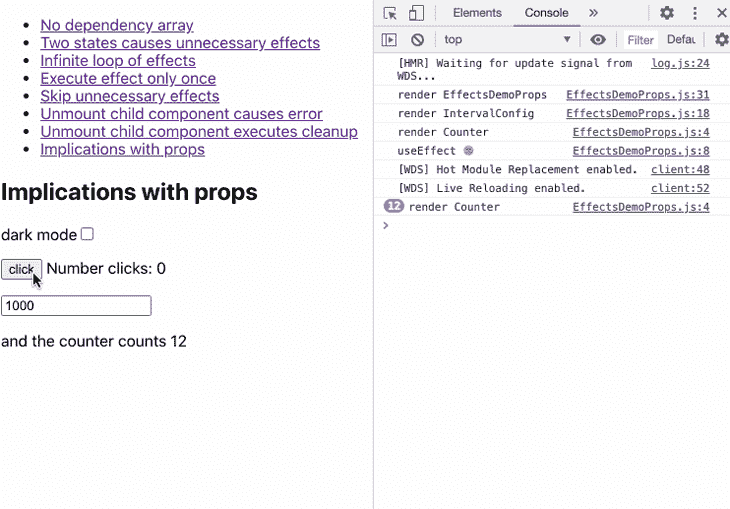 No dependency array
Two states causes unnecessary effects
Infinite loop of effects
Execute effect only once
Skip unnecessary effects
Unmount child component causes error
Unmount child component executes cleanup
Implications with props
Implications with props
dark mode
click Number clicks: 0
1000
and the counter counts 12
Elements Console »
top Filter Defau
[HMR] Waiting for update signal from log.js:24
WDS...
render EffectsDemoProps EffectsDemoProps.js:31
render IntervalConfig EffectsDemoProps.js:18
render Counter EffectsDemoProps.js:4
useEffect EffectsDemoProps.js:8
[WDS] Hot Module Replacement enabled. client:48
[WDS] Live Reloading enabled. client:52
12 render Counter EffectsDemoProps.js:4